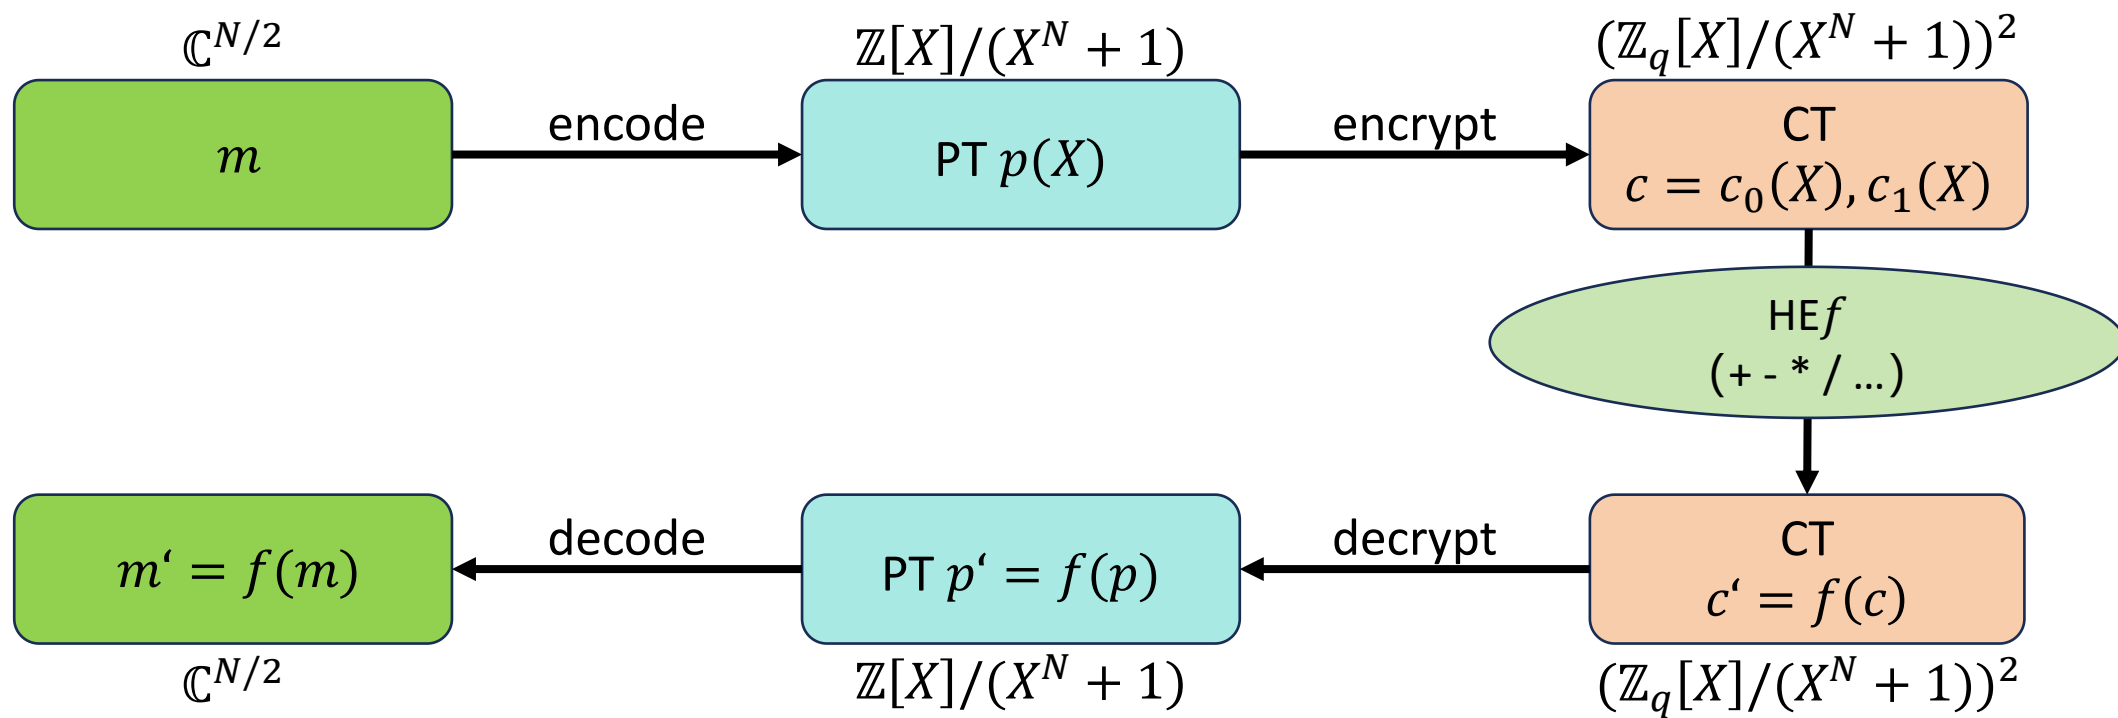 ℂ^{N/2}
ℤ[X]/(X^N + 1)
(ℤ_q[X]/(X^N + 1))^2
m
encode
PT p(X)
encrypt
CT
c = c_0(X), c_1(X)
HEf
(+ - * / ...)
m‘ = f(m)
decode
PT p‘ = f(p)
decrypt
CT
c‘ = f(c)
ℂ^{N/2}
ℤ[X]/(X^N + 1)
(ℤ_q[X]/(X^N + 1))^2